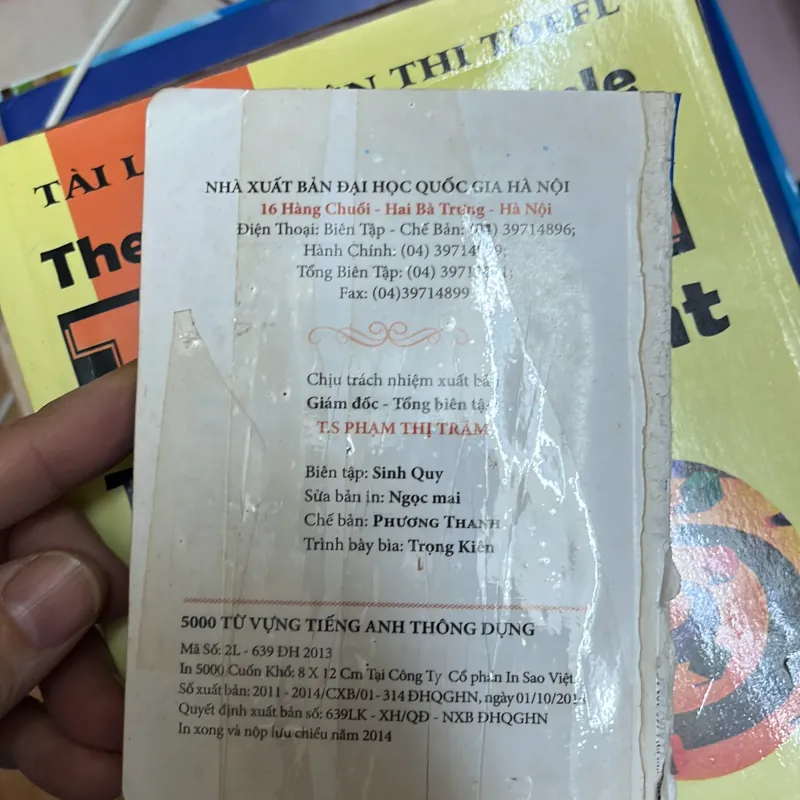 TÀI THI TOEFL
The
NHÀ XUẤT BẢN ĐẠI HỌC QUỐC GIA HÀ NỘI
16 Hàng Chuối - Hai Bà Trưng - Hà Nội
Điện Thoại: Biên Tập - Chế Bản: (04) 39714896;
Hành Chính: (04)
Tổng Biên Tập: (04)
Fax: (04)39714899
Chịu trách nhiệm xuất
Giám đốc - Tổng biên
T.S PHẠM THỊ TRÂM
Biên tập: Sinh Quy
Sửa bản in: Ngọc mai
Chế bản: PHƯƠNG THANH
Trình bày bìa: Trọng Kiên
5000 TỪ VỰNG TIẾNG ANH THÔNG DỤNG
Mã Số: 2L - 639 ĐH 2013
In 5000 Cuốn Khổ: 8 X 12 Cm Tại Công Ty Cổ phần In Sao Việt
Số xuất bản: 2011 - 2014/CXB/01- 314 ĐHQGHN, ngày
Quyết định xuất bản số: 639LK - XH/QĐ - NXB ĐHQGHN
In xong và nộp lưu chiểu năm 2014